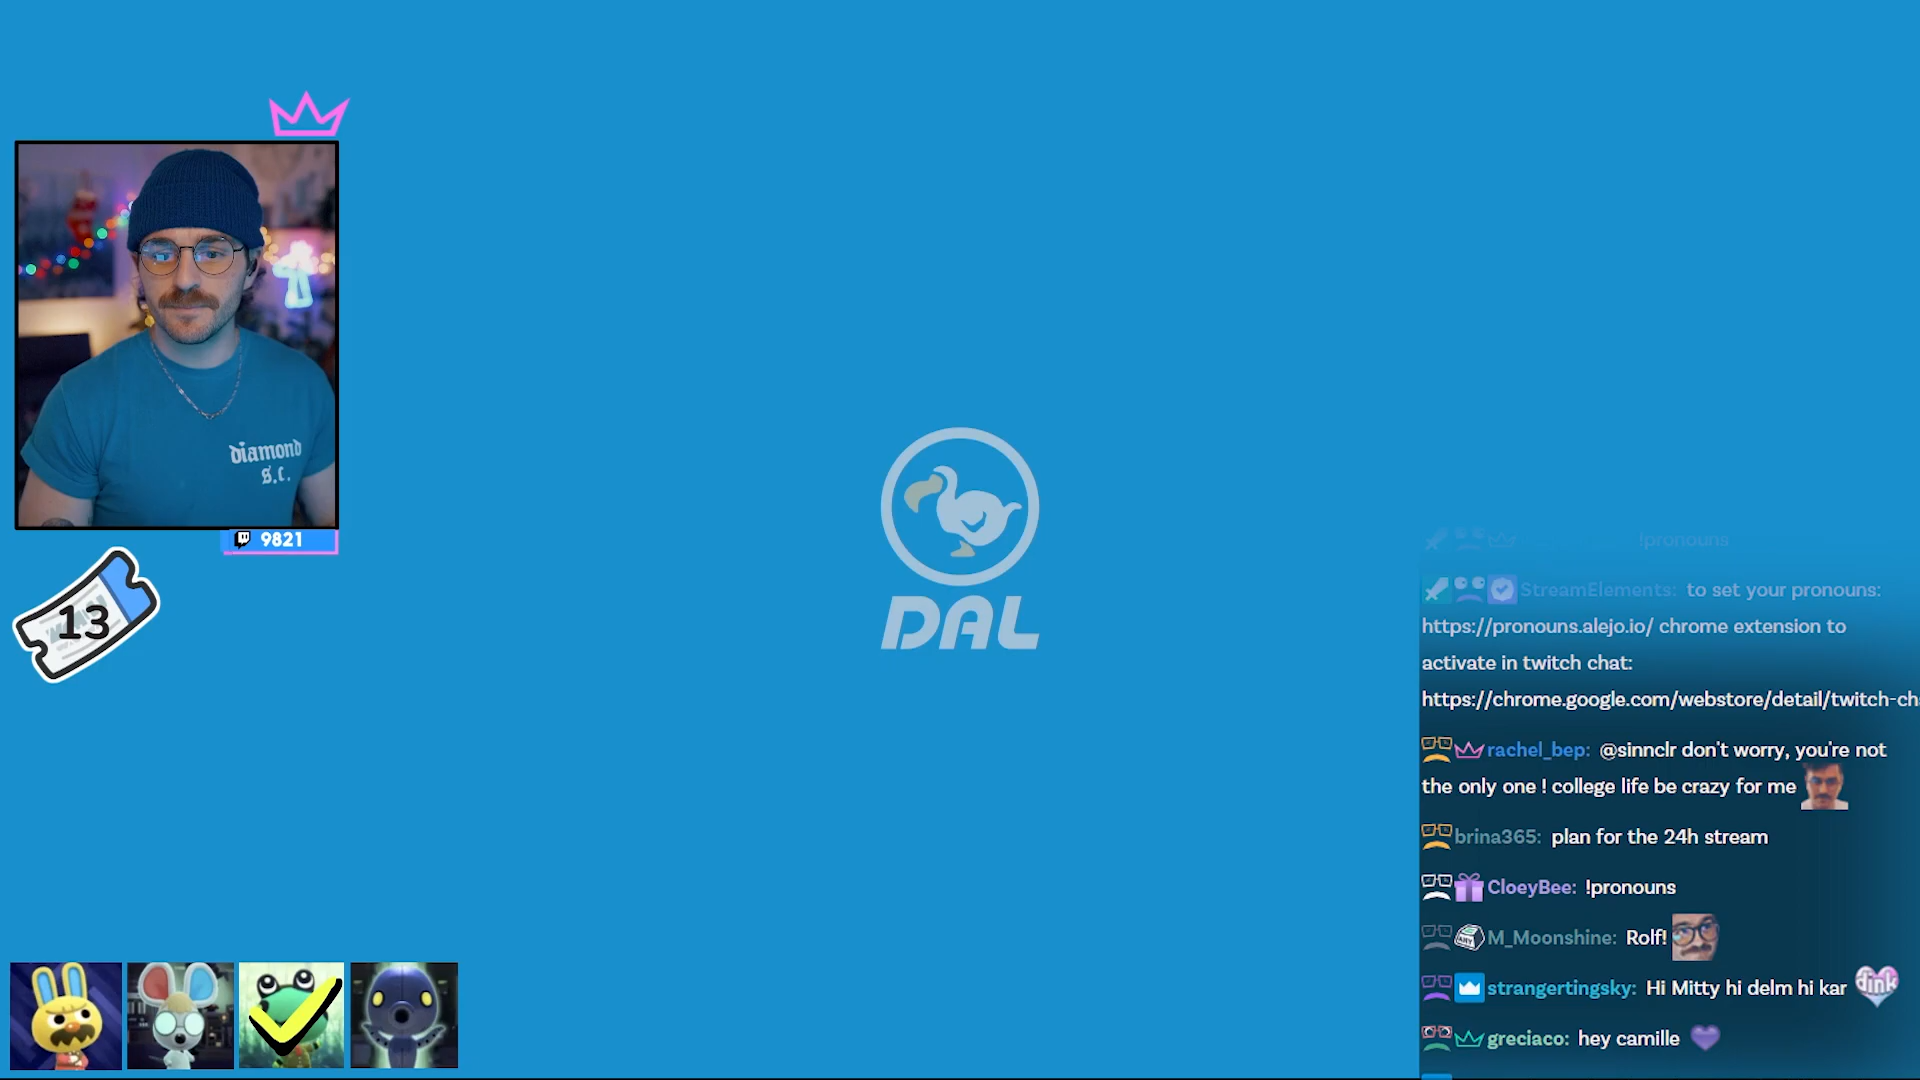 diamond
s.c.
9821
13
DAL
!pronouns
StreamElements: to set your pronouns:
https://pronouns.alejo.io/ chrome extension to
activate in twitch chat:
https://chrome.google.com/webstore/detail/twitch-ch
rachel_bep: @sinnclr don't worry, you're not
the only one ! college life be crazy for me
brina365: plan for the 24h stream
CloeyBee: !pronouns
M_Moonshine: Rolf!
strangertingsky: Hi Mitty hi delm hi kar dink
greciaco: hey camille